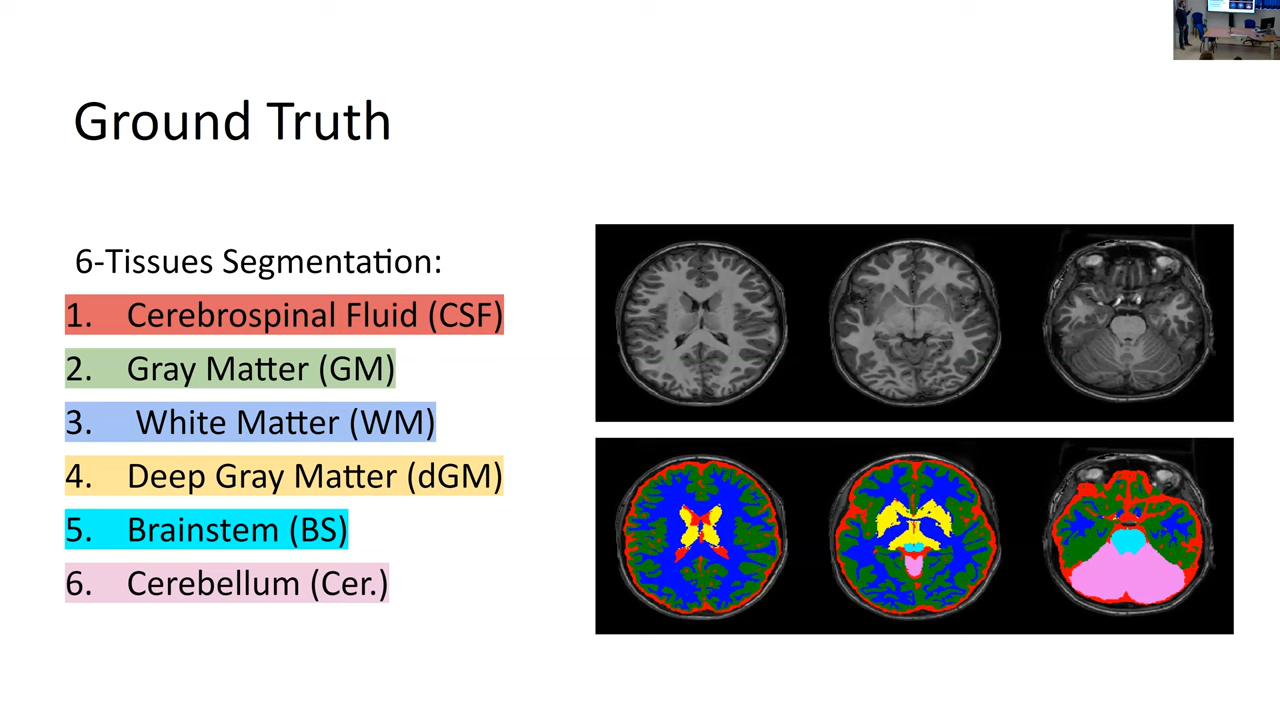 Ground Truth
6-Tissues Segmentation:
1. Cerebrospinal Fluid (CSF)
2. Gray Matter (GM)
3. White Matter (WM)
4. Deep Gray Matter (dGM)
5. Brainstem (BS)
6. Cerebellum (Cer.)